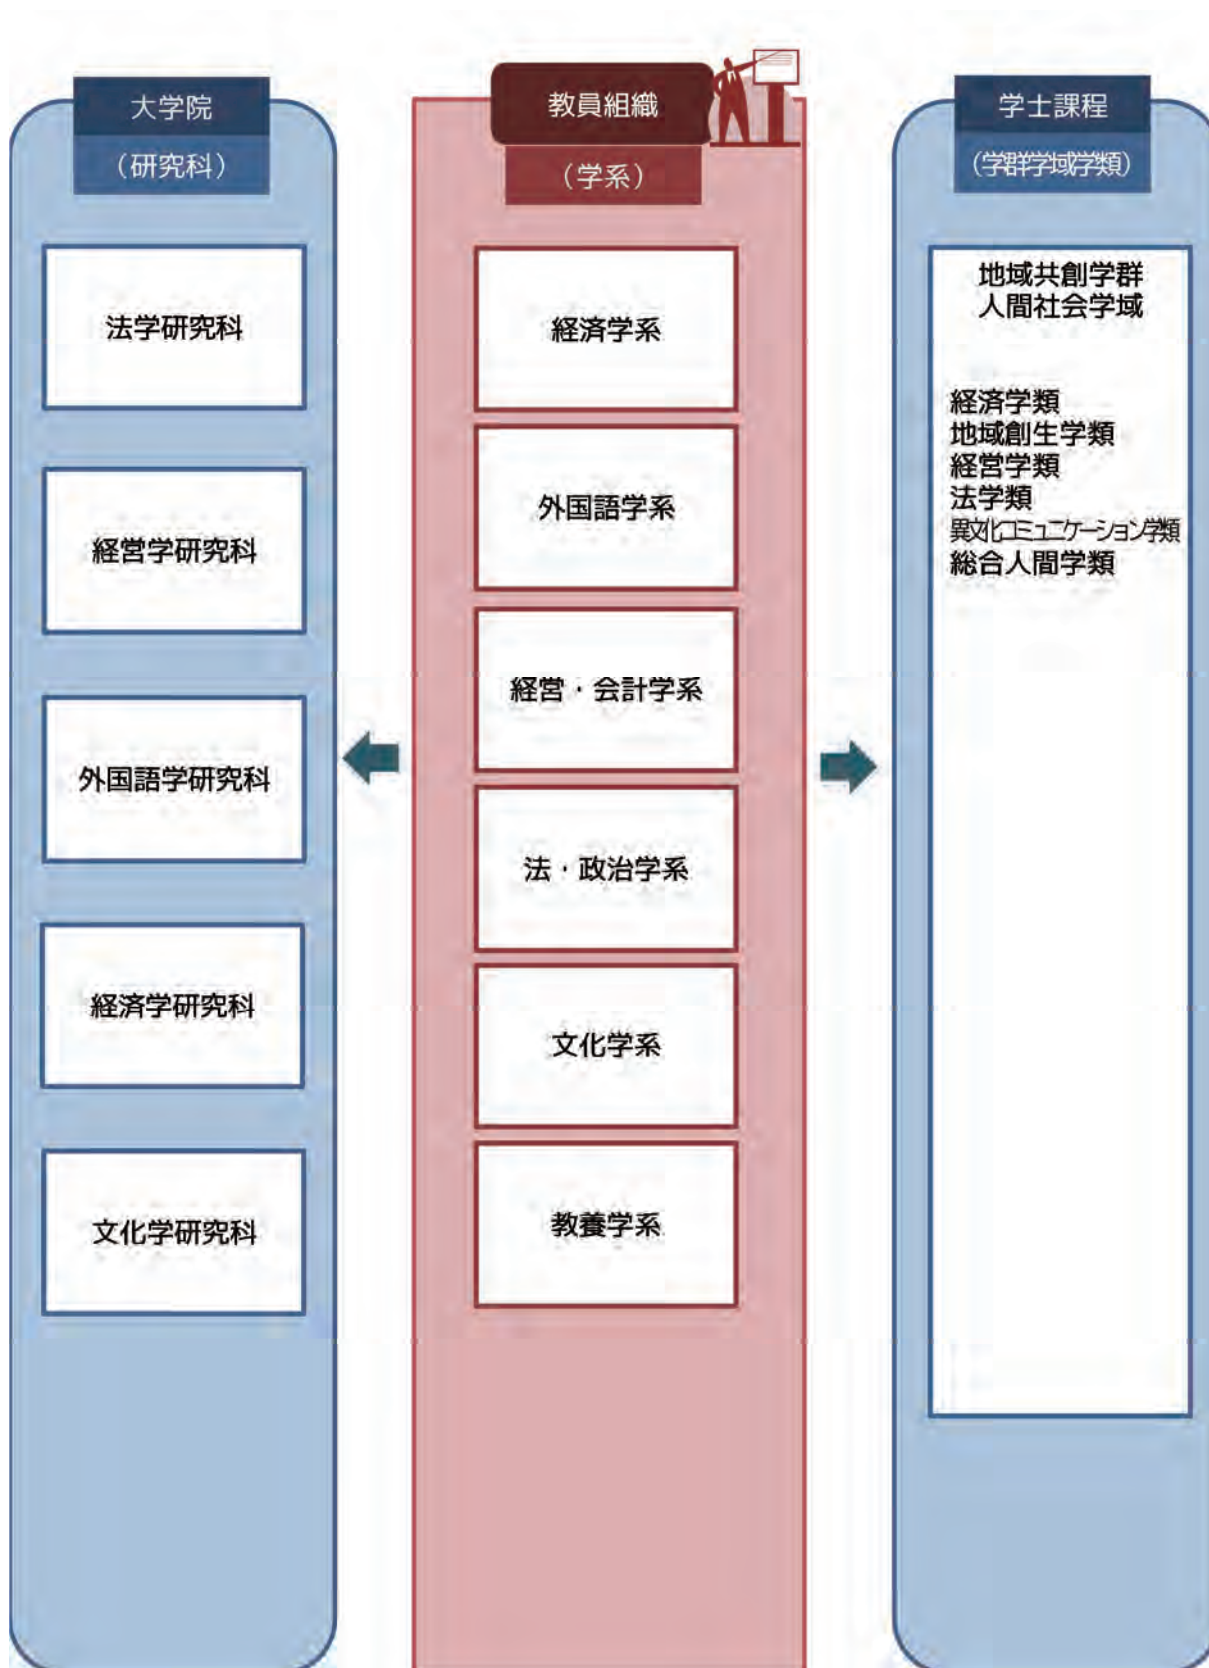 大学院
（研究科）
法学研究科
経営学研究科
外国語学研究科
経済学研究科
文化学研究科
教員組織
（学系）
経済学系
外国語学系
経営・会計学系
法・政治学系
文化学系
教養学系
学士課程
（学群学域学類）
地域共創学群
人間社会学域
経済学類
地域創生学類
経営学類
法学類
異文化コミュニケーション学類
総合人間学類